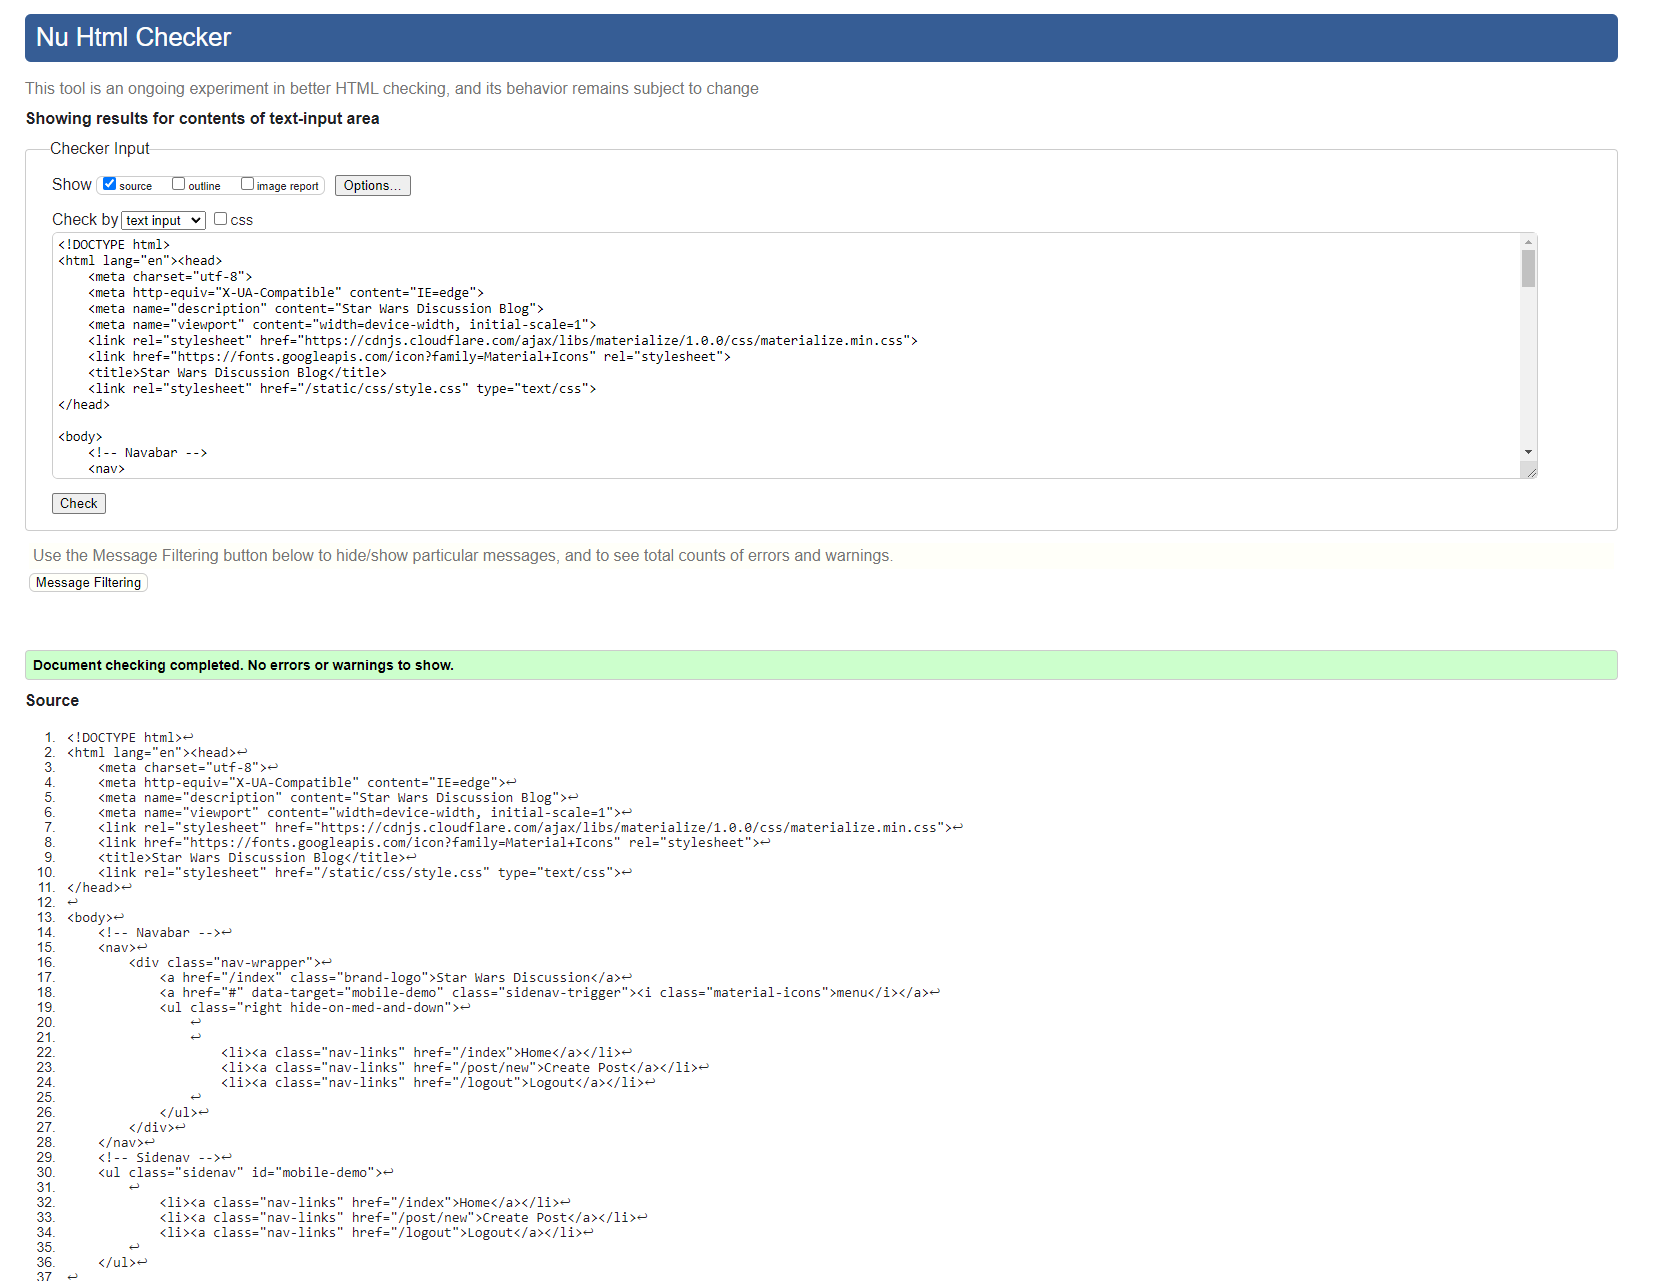 Nu Html Checker
This tool is an ongoing experiment in better HTML checking, and its behavior remains subject to change
Showing results for contents of text-input area
Checker Input
Show source outline image report Options...
Check by text input css
<!DOCTYPE html>
<html lang="en"><head>
    <meta charset="utf-8">
    <meta http-equiv="X-UA-Compatible" content="IE=edge">
    <meta name="description" content="Star Wars Discussion Blog">
    <meta name="viewport" content="width=device-width, initial-scale=1">
    <link rel="stylesheet" href="https://cdnjs.cloudflare.com/ajax/libs/materialize/1.0.0/css/materialize.min.css">
    <link href="https://fonts.googleapis.com/icon?family=Material+Icons" rel="stylesheet">
    <title>Star Wars Discussion Blog</title>
    <link rel="stylesheet" href="/static/css/style.css" type="text/css">
</head>
<body>
    <!-- Navabar -->
    <nav>
Check
Use the Message Filtering button below to hide/show particular messages, and to see total counts of errors and warnings.
Message Filtering
Document checking completed. No errors or warnings to show.
Source
1. <!DOCTYPE html>↩
2. <html lang="en"><head>↩
3.     <meta charset="utf-8">↩
4.     <meta http-equiv="X-UA-Compatible" content="IE=edge">↩
5.     <meta name="description" content="Star Wars Discussion Blog">↩
6.     <meta name="viewport" content="width=device-width, initial-scale=1">↩
7.     <link rel="stylesheet" href="https://cdnjs.cloudflare.com/ajax/libs/materialize/1.0.0/css/materialize.min.css">↩
8.     <link href="https://fonts.googleapis.com/icon?family=Material+Icons" rel="stylesheet">↩
9.     <title>Star Wars Discussion Blog</title>↩
10.     <link rel="stylesheet" href="/static/css/style.css" type="text/css">↩
11. </head>↩
12. ↩
13. <body>↩
14.     <!-- Navabar -->↩
15.     <nav>↩
16.         <div class="nav-wrapper">↩
17.             <a href="/index" class="brand-logo">Star Wars Discussion</a>↩
18.             <a href="#" data-target="mobile-demo" class="sidenav-trigger"><i class="material-icons">menu</i></a>↩
19.             <ul class="right hide-on-med-and-down">↩
20.                 ↩
21.                 ↩
22.                     <li><a class="nav-links" href="/index">Home</a></li>↩
23.                     <li><a class="nav-links" href="/post/new">Create Post</a></li>↩
24.                     <li><a class="nav-links" href="/logout">Logout</a></li>↩
25.                 ↩
26.             </ul>↩
27.         </div>↩
28.     </nav>↩
29.     <!-- Sidenav -->↩
30.     <ul class="sidenav" id="mobile-demo">↩
31.         ↩
32.             <li><a class="nav-links" href="/index">Home</a></li>↩
33.             <li><a class="nav-links" href="/post/new">Create Post</a></li>↩
34.             <li><a class="nav-links" href="/logout">Logout</a></li>↩
35.         ↩
36.     </ul>↩
37. ↩